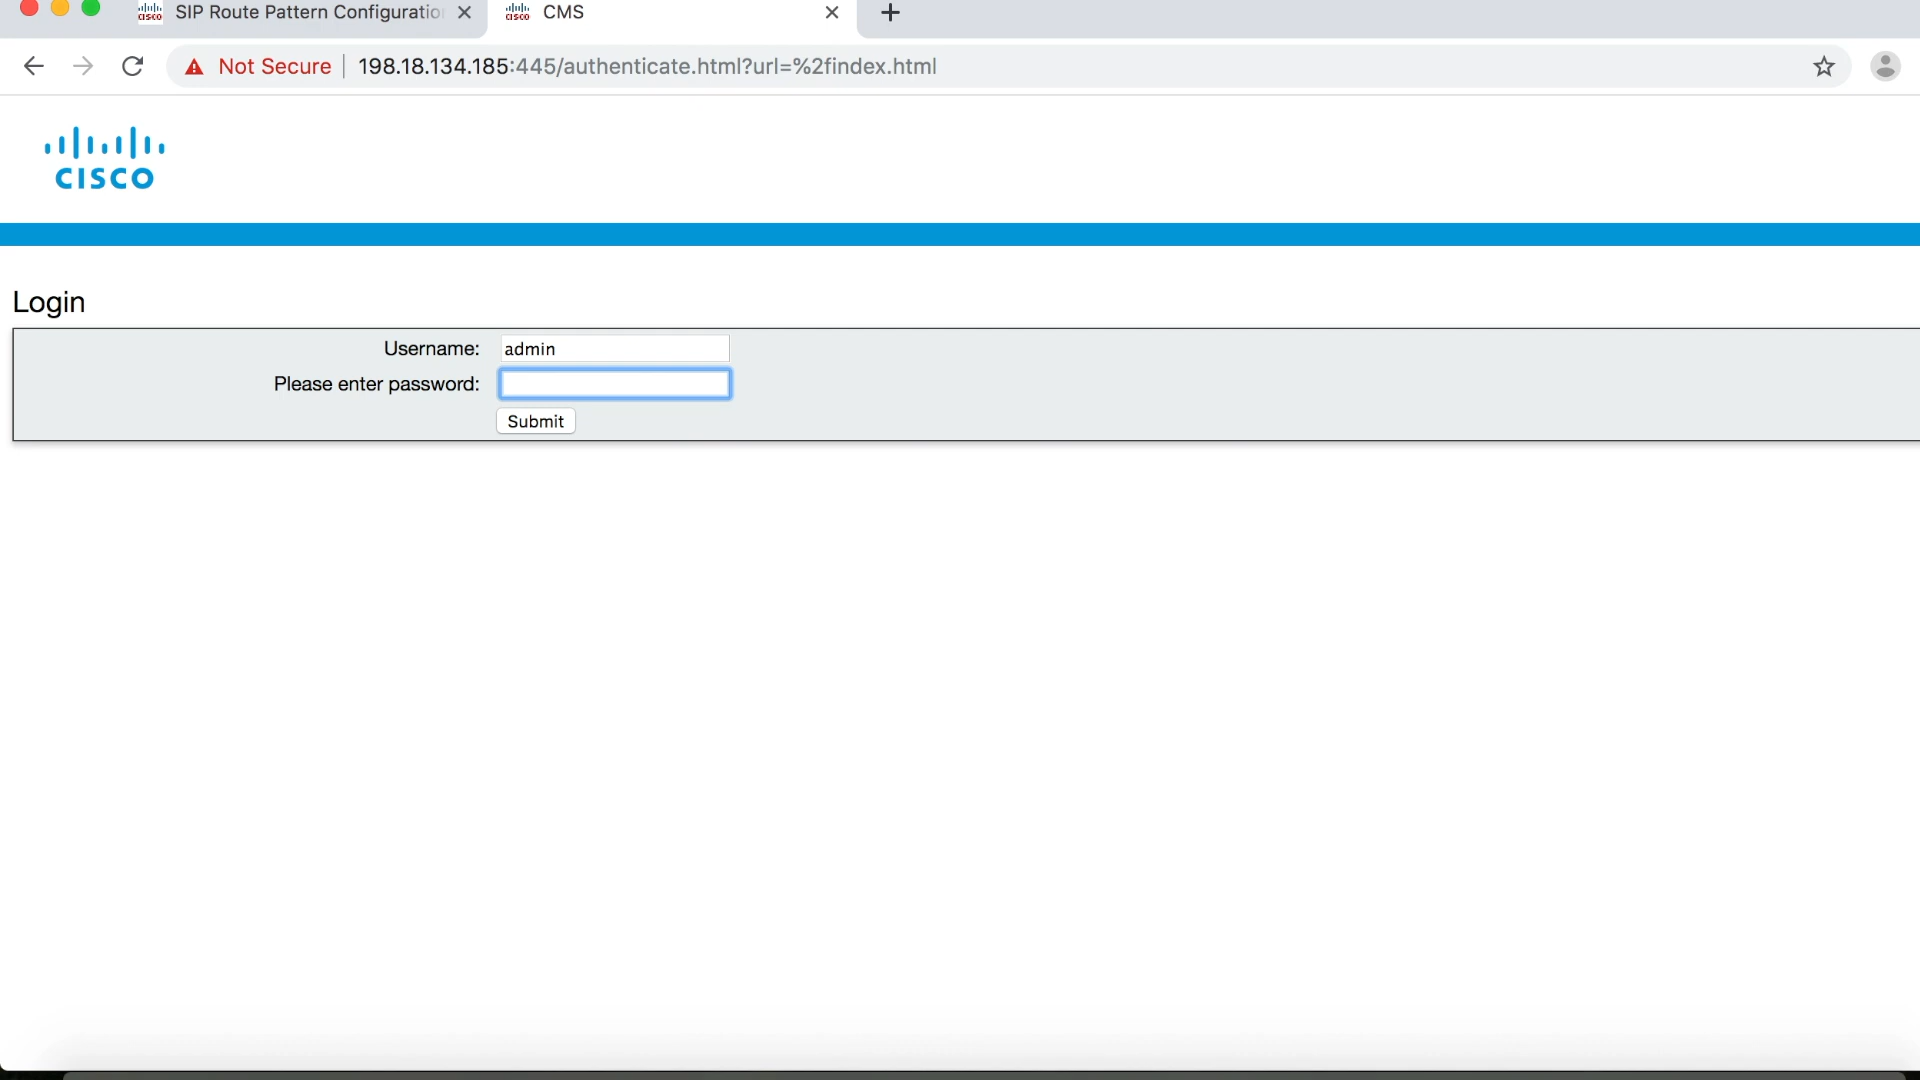 SIP Route Pattern Configuratio
CMS
Not Secure
198.18.134.185:445/authenticate.html?url=%2findex.html
CISCO
Login
Username:
admin
Please enter password:
Submit